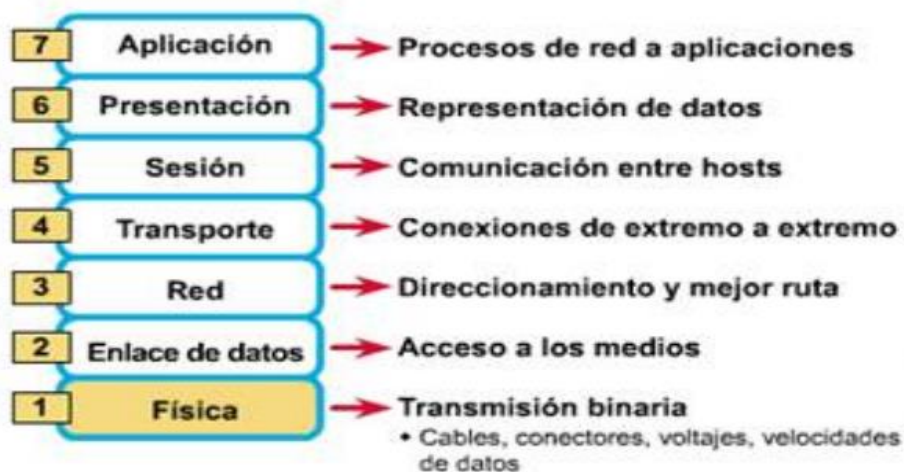 7 Aplicación Procesos de red a aplicaciones
6 Presentación Representación de datos
5 Sesión Comunicación entre hosts
4 Transporte Conexiones de extremo a extremo
3 Red Direccionamiento y mejor ruta
2 Enlace de datos Acceso a los medios
1 Física Transmisión binaria
• Cables, conectores, voltajes, velocidades
de datos